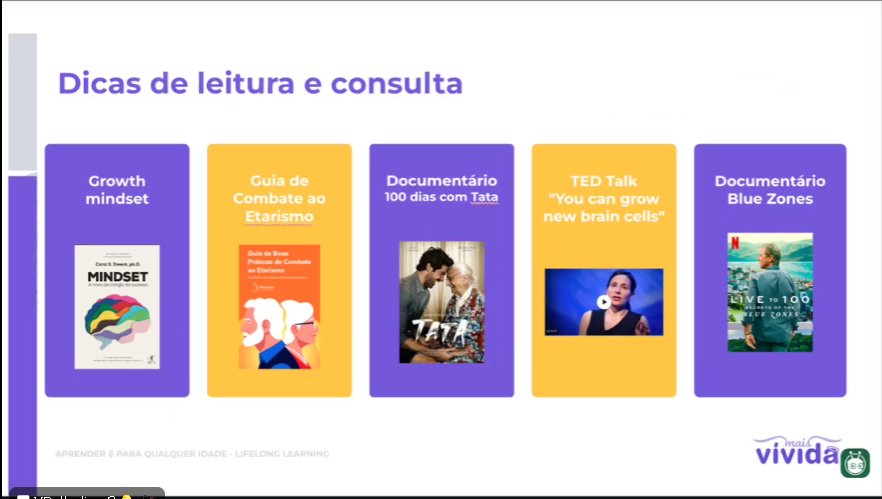 Dicas de leitura e consulta
Growth
mindset
Carol S. Dweck, ph.D.
MINDSET
A nova psicologia do sucesso
Guia de
Combate ao
Etarismo
Guia de Boas
Práticas de Combate
ao Etarismo
Documentário
100 dias com Tata
TATA
TED Talk
"You can grow
new brain cells"
Documentário
Blue Zones
N
LIVE TO 100
SECRETS OF THE
BLUE ZONES
APRENDER É PARA QUALQUER IDADE - LIFELONG LEARNING
mais
vívida